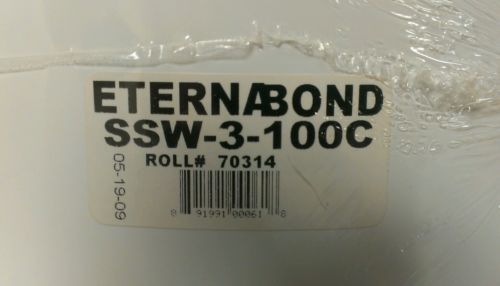 ETERNABOND
SSW-3-100C
ROLL# 70314
05-19-09
8 91991 00061 8